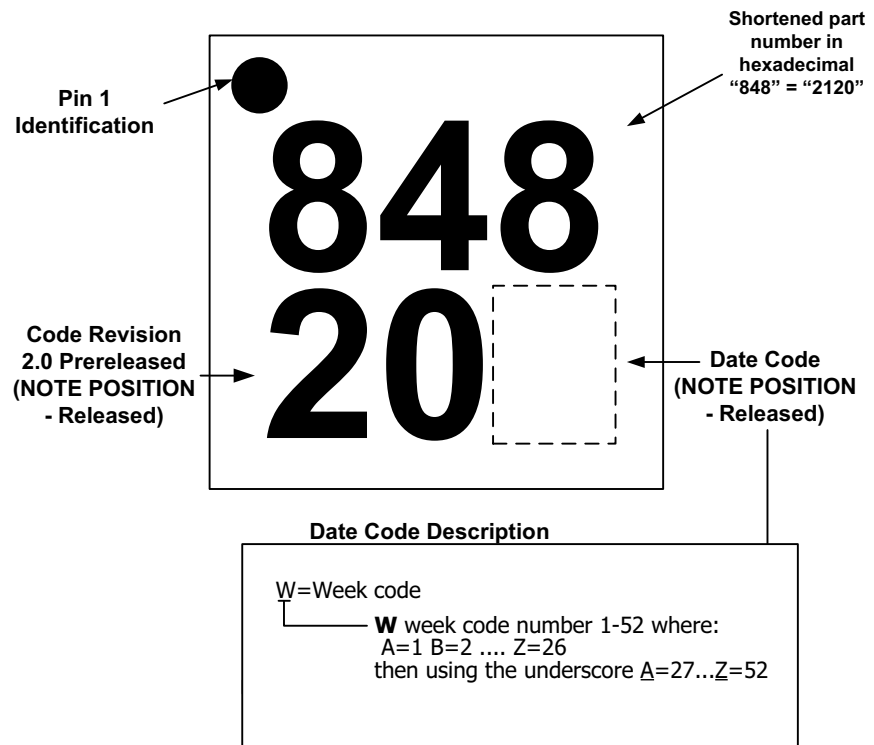 Shortened part
number in
hexadecimal
“848” = “2120”
Pin 1
Identification
848
20
Code Revision
2.0 Prereleased
(NOTE POSITION
- Released)
Date Code
(NOTE POSITION
- Released)
Date Code Description
W=Week code
W week code number 1-52 where:
A=1 B=2 .... Z=26
then using the underscore A=27...Z=52